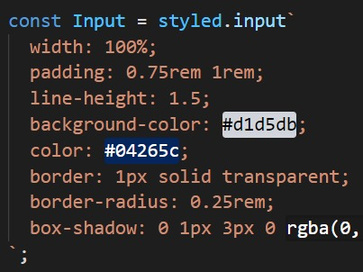 const Input = styled.input`
width: 100%;
padding: 0.75rem 1rem;
line-height: 1.5;
background-color: #d1d5db;
color: #04265c;
border: 1px solid transparent;
border-radius: 0.25rem;
box-shadow: 0 1px 3px 0 rgba(0,
`;